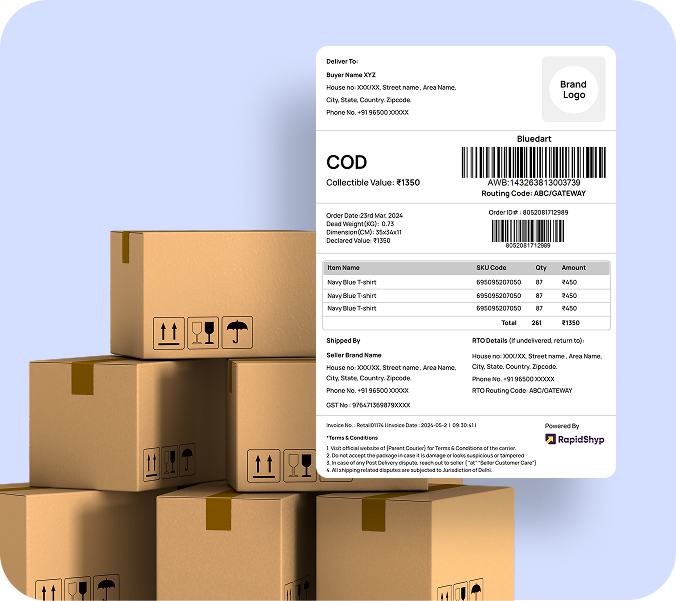 Deliver To:
Buyer Name XYZ
House no- XXX/XX, Street name , Area Name,
City, State, Country. Zipcode.
Phone No. +91 96500 XXXXX
Brand
Logo
COD
Collectible Value: ₹1350
Bluedart
AWB:143263813003739
Routing Code: ABC/GATEWAY
Order Date :23rd Mar, 2024
Dead Weight(KG): 0.73
Dimension(CM): 35x34x11
Declared Value: ₹1350
Order ID# : 8052081712989
8052081712989
Item Name SKU Code Qty Amount
Navy Blue T-shirt 695095207050 87 ₹450
Navy Blue T-shirt 695095207050 87 ₹450
Navy Blue T-shirt 695095207050 87 ₹450
Total 261 ₹1350
Shipped By
Seller Brand Name
House no- XXX/XX, Street name , Area Name,
City, State, Country. Zipcode.
Phone No. +91 96500 XXXXX
GST No : 976471369879XXXX
RTO Details (If undelivered, return to):
House no: XXX/XX, Street name , Area Name,
City, State, Country. Zipcode.
Phone No. +91 96500 XXXXX
RTO Routing Code: ABC/GATEWAY
Invoice No. : Retail01174 I Invoice Date : 2024-05-2 I 09:30:41 I
*Terms & Conditions
1. Visit official website of {Parent Courier} for Terms & Conditions of the carrier.
2. Do not accept the package in case it is damage or looks suspicious or tampered
3. In case of any Post Delivery dispute, reach out to seller {"at" "Seller Customer Care"}
4. All shipping related disputes are subjected to Jurisdiction of Delhi.
Powered By
RapidShyp